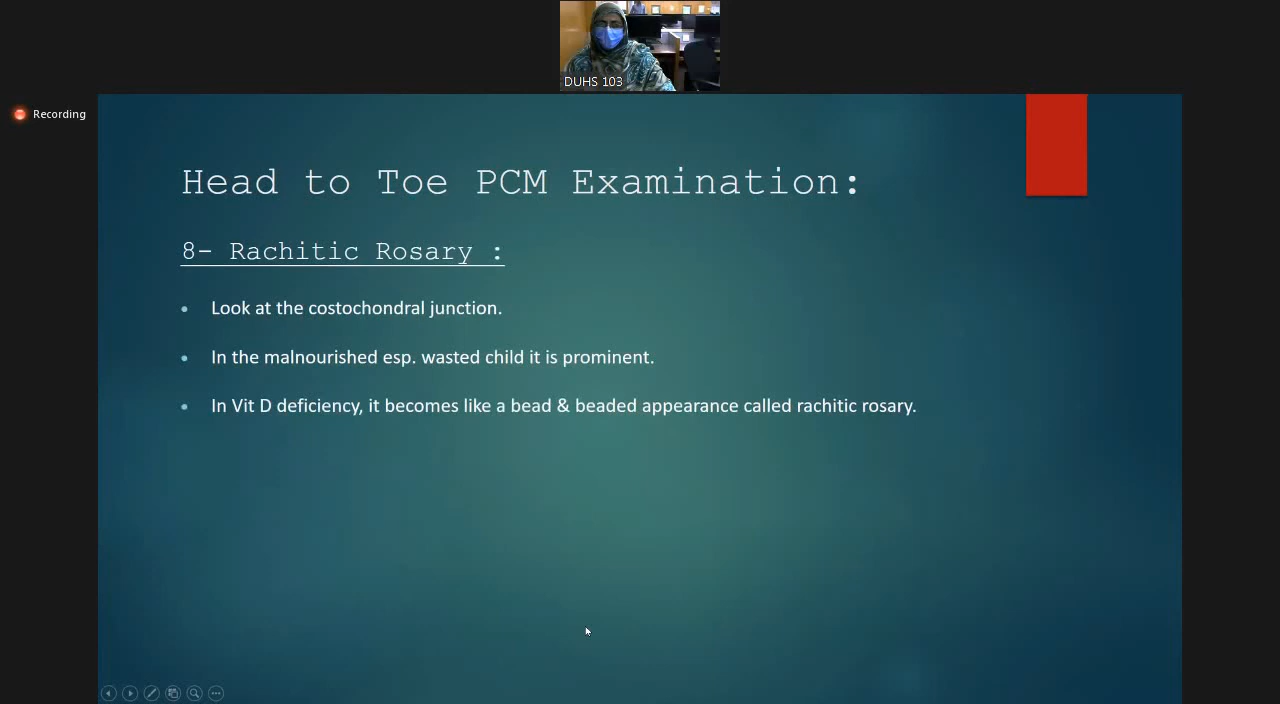 DUHS 103
Recording
Head to Toe PCM Examination:
8- Rachitic Rosary :
Look at the costochondral junction.
In the malnourished esp. wasted child it is prominent.
In Vit D deficiency, it becomes like a bead & beaded appearance called rachitic rosary.